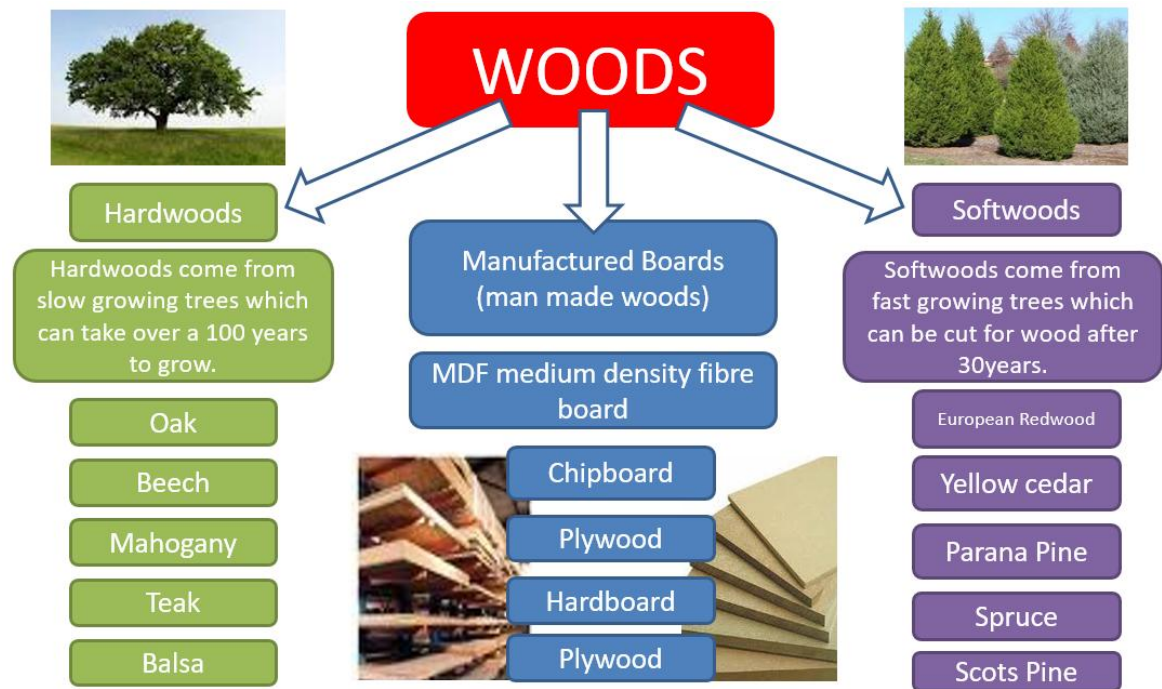 WOODS
Hardwoods
Hardwoods come from
slow growing trees which
can take over a 100 years
to grow.
Oak
Beech
Mahogany
Teak
Balsa
Manufactured Boards
(man made woods)
MDF medium density fibre
board
Chipboard
Plywood
Hardboard
Plywood
Softwoods
Softwoods come from
fast growing trees which
can be cut for wood after
30years.
European Redwood
Yellow cedar
Parana Pine
Spruce
Scots Pine